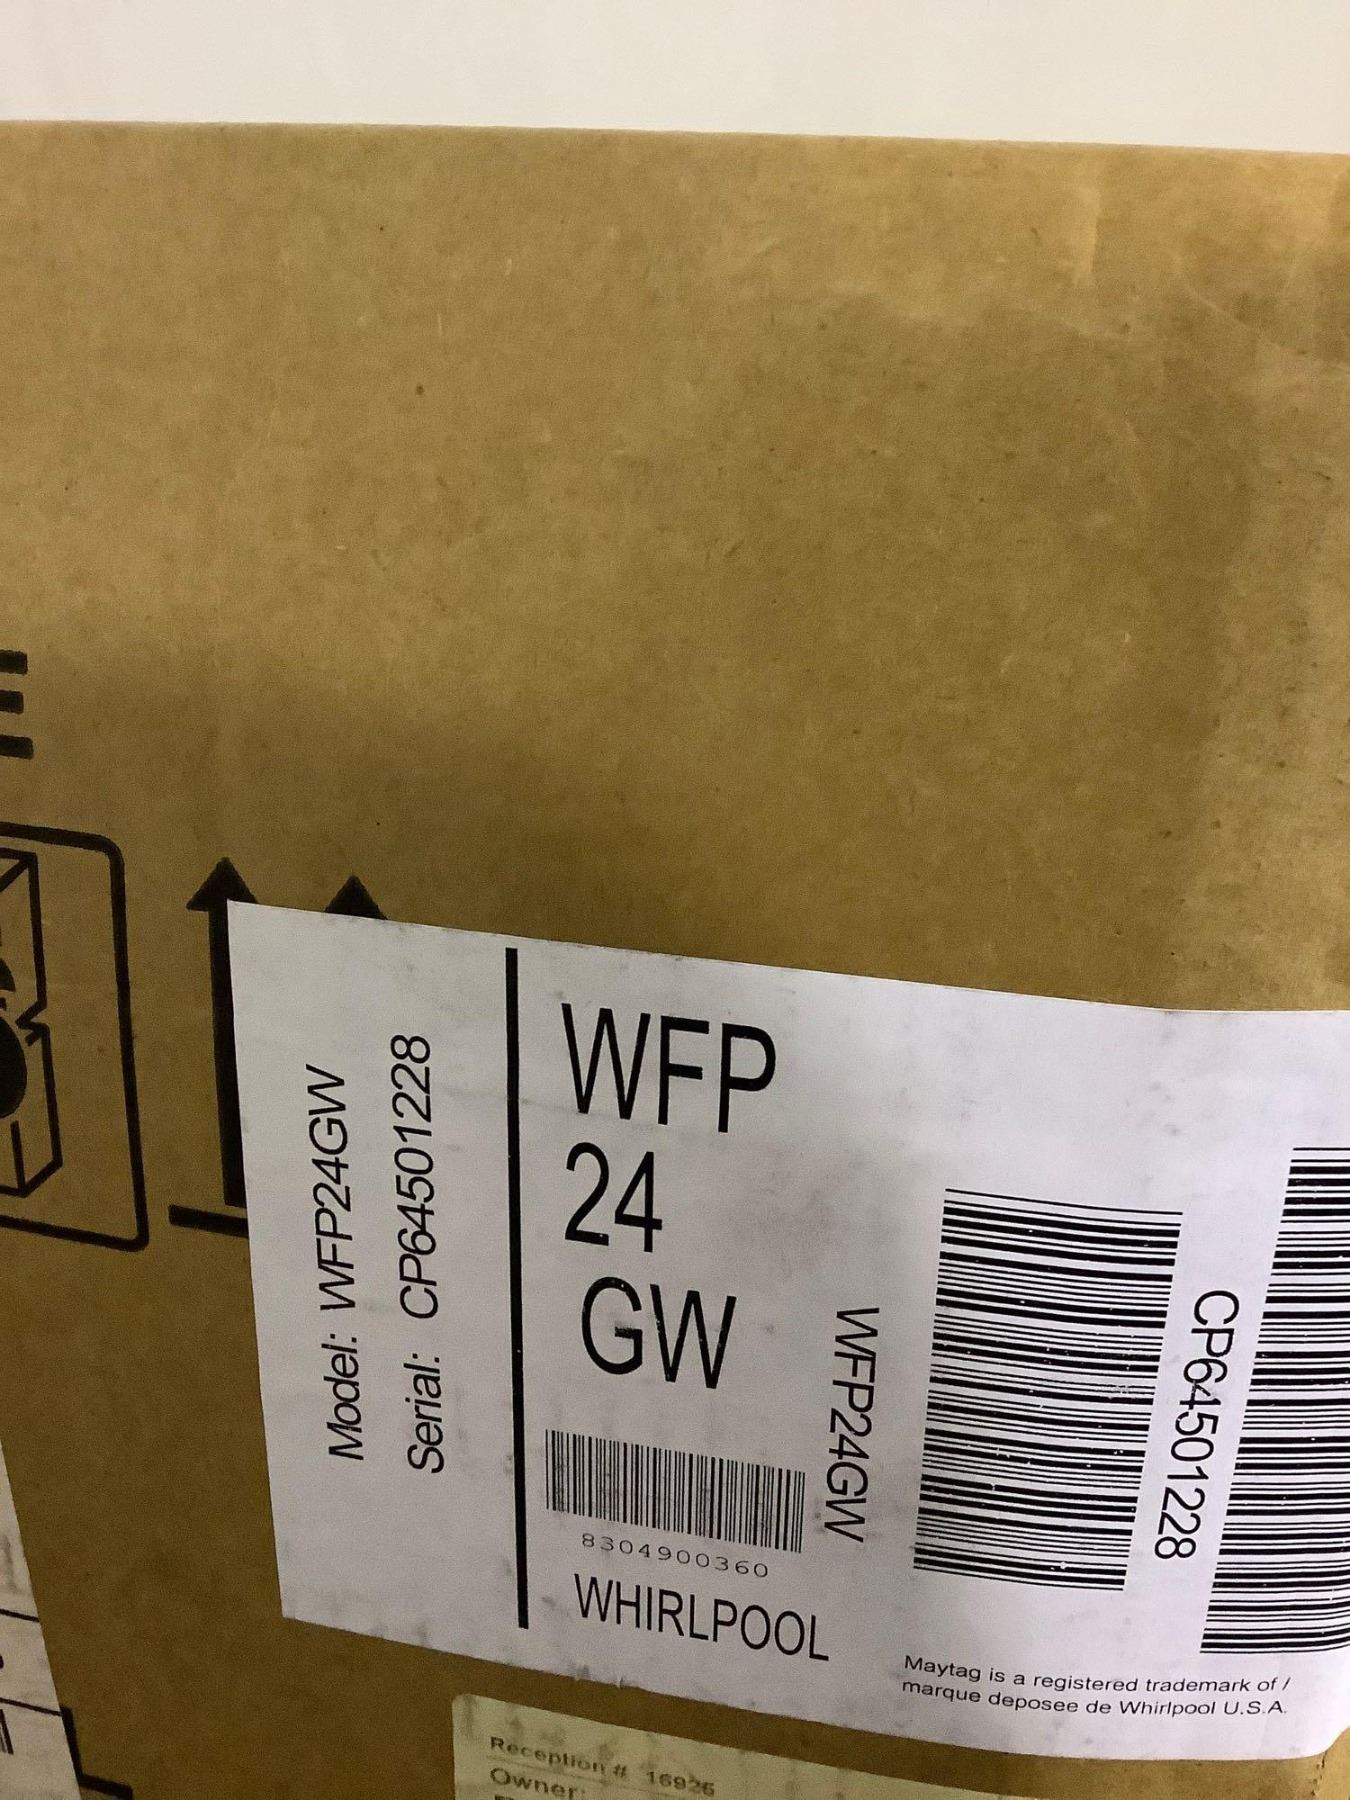 Model: WFP24GW
Serial: CP64501228
WFP
24
GW
8304900360
WHIRLPOOL
WFP24GW
CP64501228
Maytag is a registered trademark of /
marque deposee de Whirlpool U.S.A.
Reception # 16926
Owner: